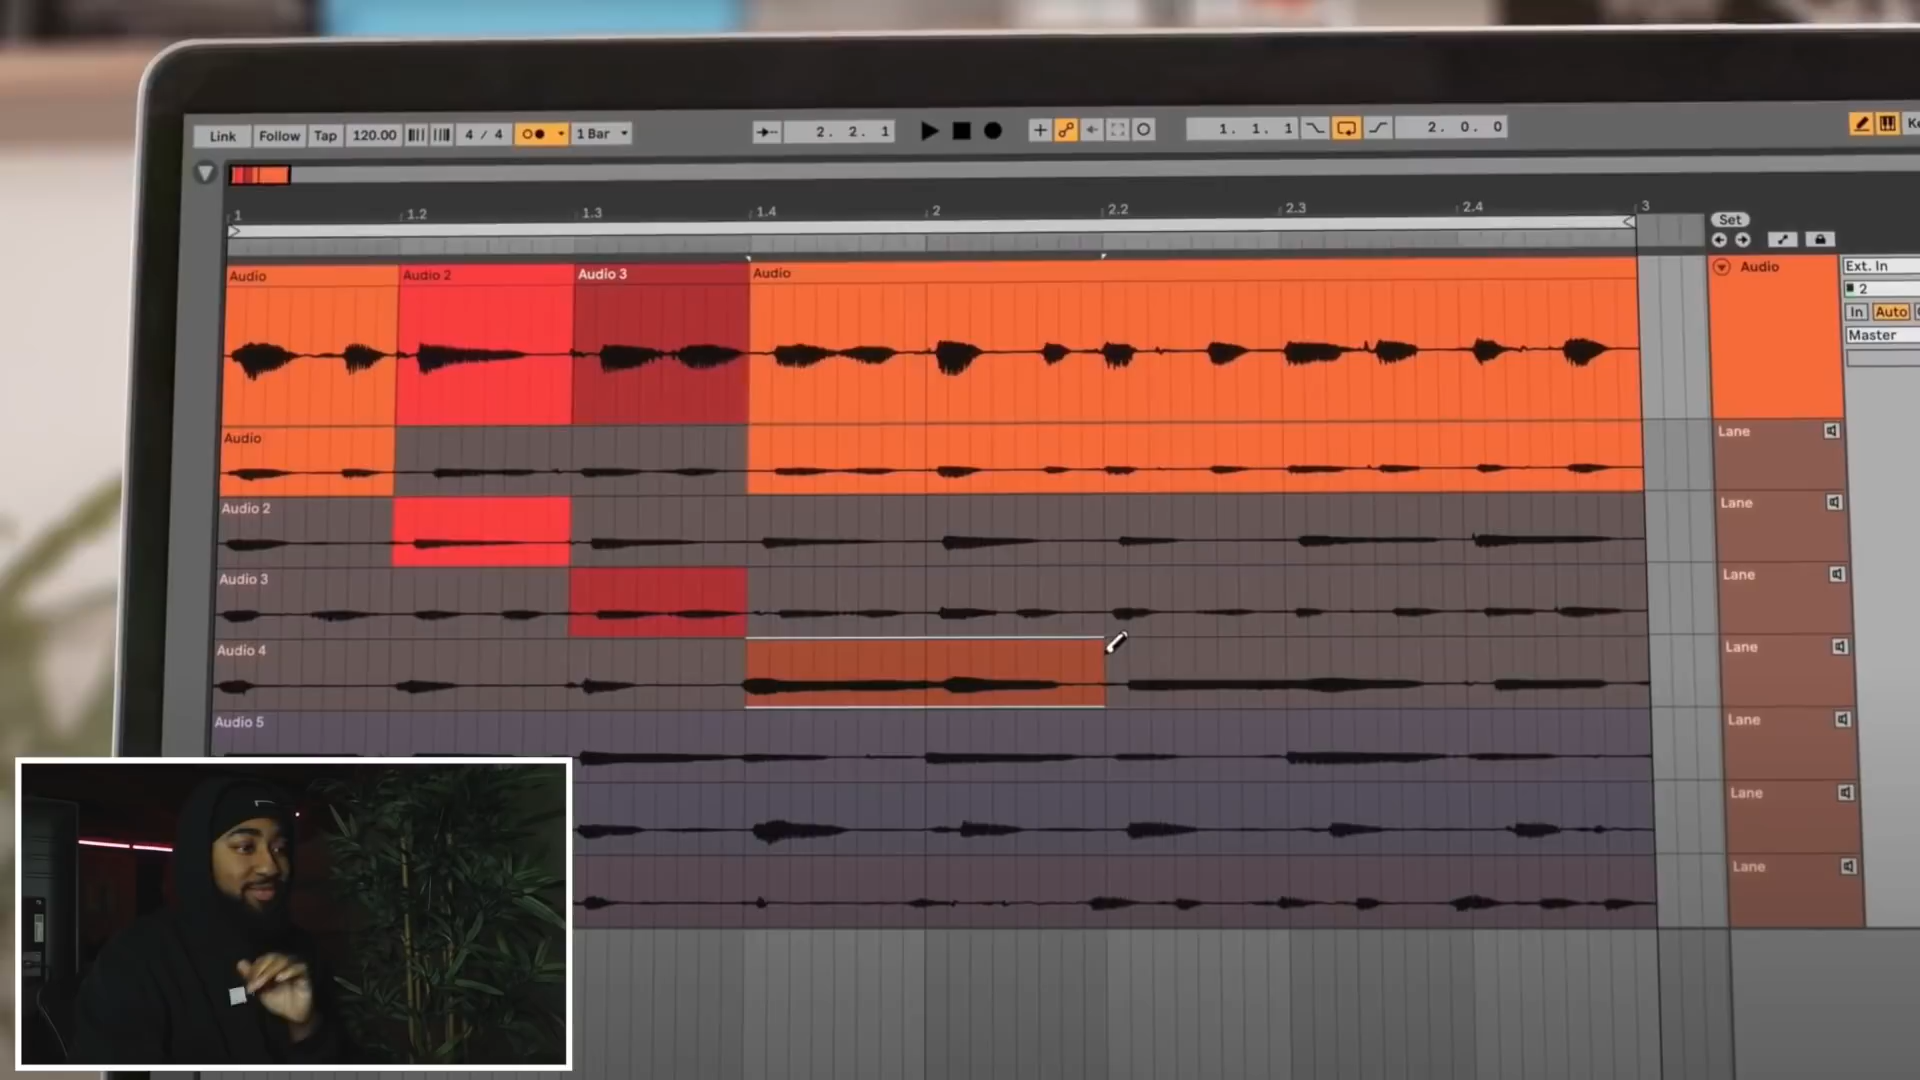 Link Follow Tap 120.00 4 / 4 1 Bar 2. 2. 1 1. 1. 1 2. 0. 0
1 1.2 1.3 1.4 2 2.2 2.3 2.4 3
Set
Audio Audio 2 Audio 3 Audio Audio Ext. In
2
In Auto
Master
Audio Lane
Audio 2 Lane
Audio 3 Lane
Audio 4 Lane
Audio 5 Lane
Lane
Lane